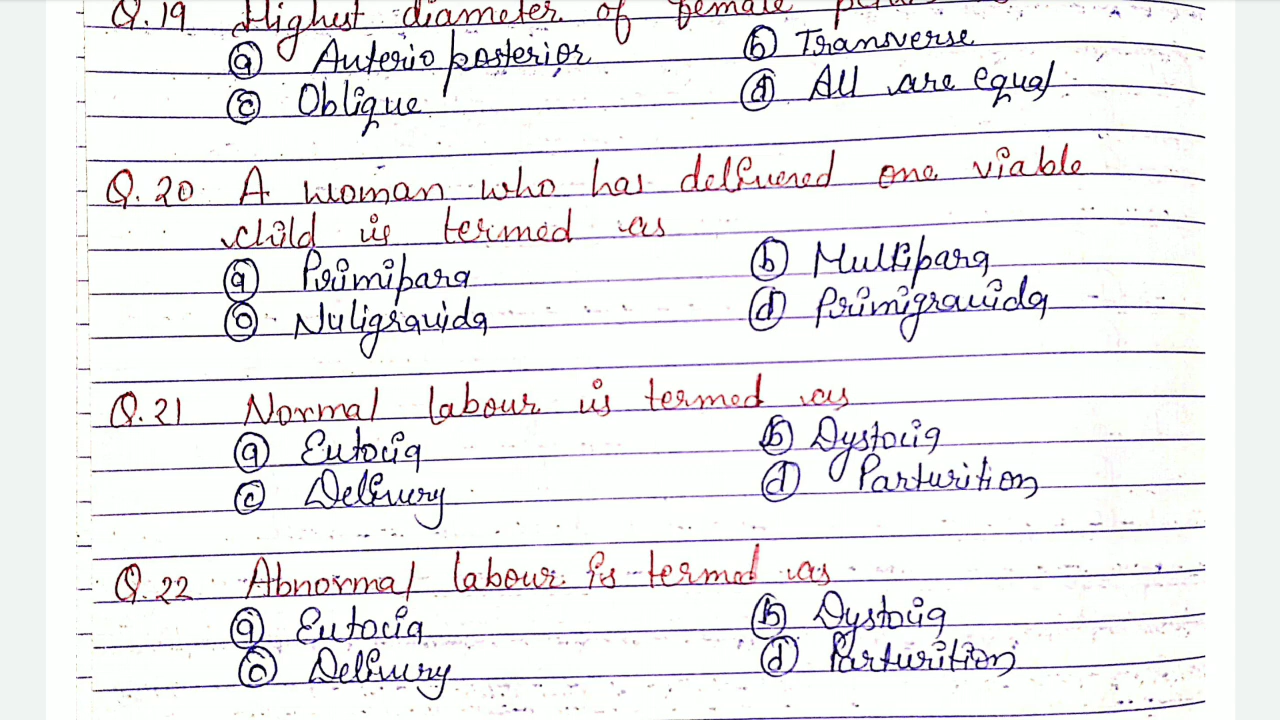 Q.19 Highest diameter of female
ⓐ Anterio posterior ⓑ Transverse
ⓒ Oblique ⓓ All are equal
Q.20 A woman who has delivered one viable
child is termed as
ⓐ Primipara ⓑ Multipara
ⓒ Nuligravida ⓓ Primigravida
Q.21 Normal labour is termed as
ⓐ Eutocia ⓑ Dystocia
ⓒ Delivery ⓓ Parturition
Q.22 Abnormal labour is termed as
ⓐ Eutocia ⓑ Dystocia
ⓒ Delivery ⓓ Parturition